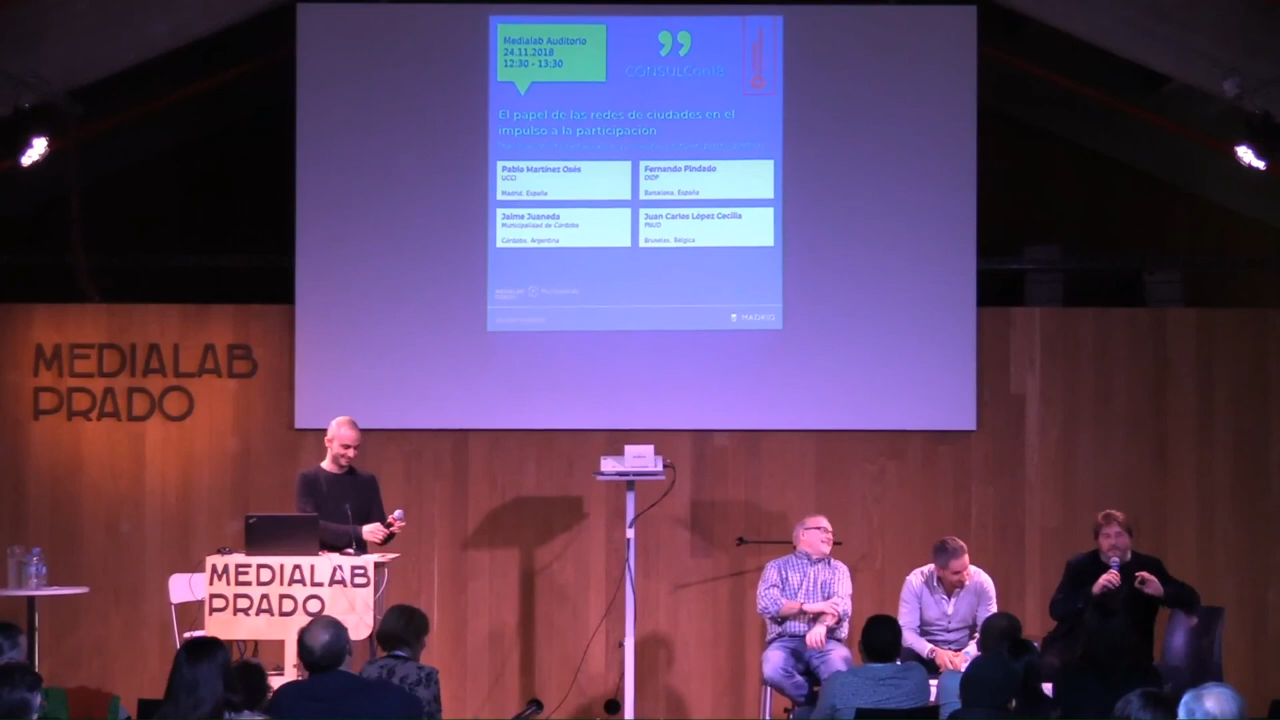 Medialab Auditorio
24.11.2018
12:30 - 13:30
CONSULCon18
El papel de las redes de ciudades en el
impulso a la participacion
Pablo Martínez Osés
UCCI
Madrid, España
Fernando Pindado
OIDP
Barcelona, España
Jaime Juaneda
Municipalidad de Córdoba
Córdoba, Argentina
Juan Carlos López Cecilia
PNUD
Bruselas, Bélgica
MADRID
MEDIALAB
PRADO
MEDIALAB
PRADO